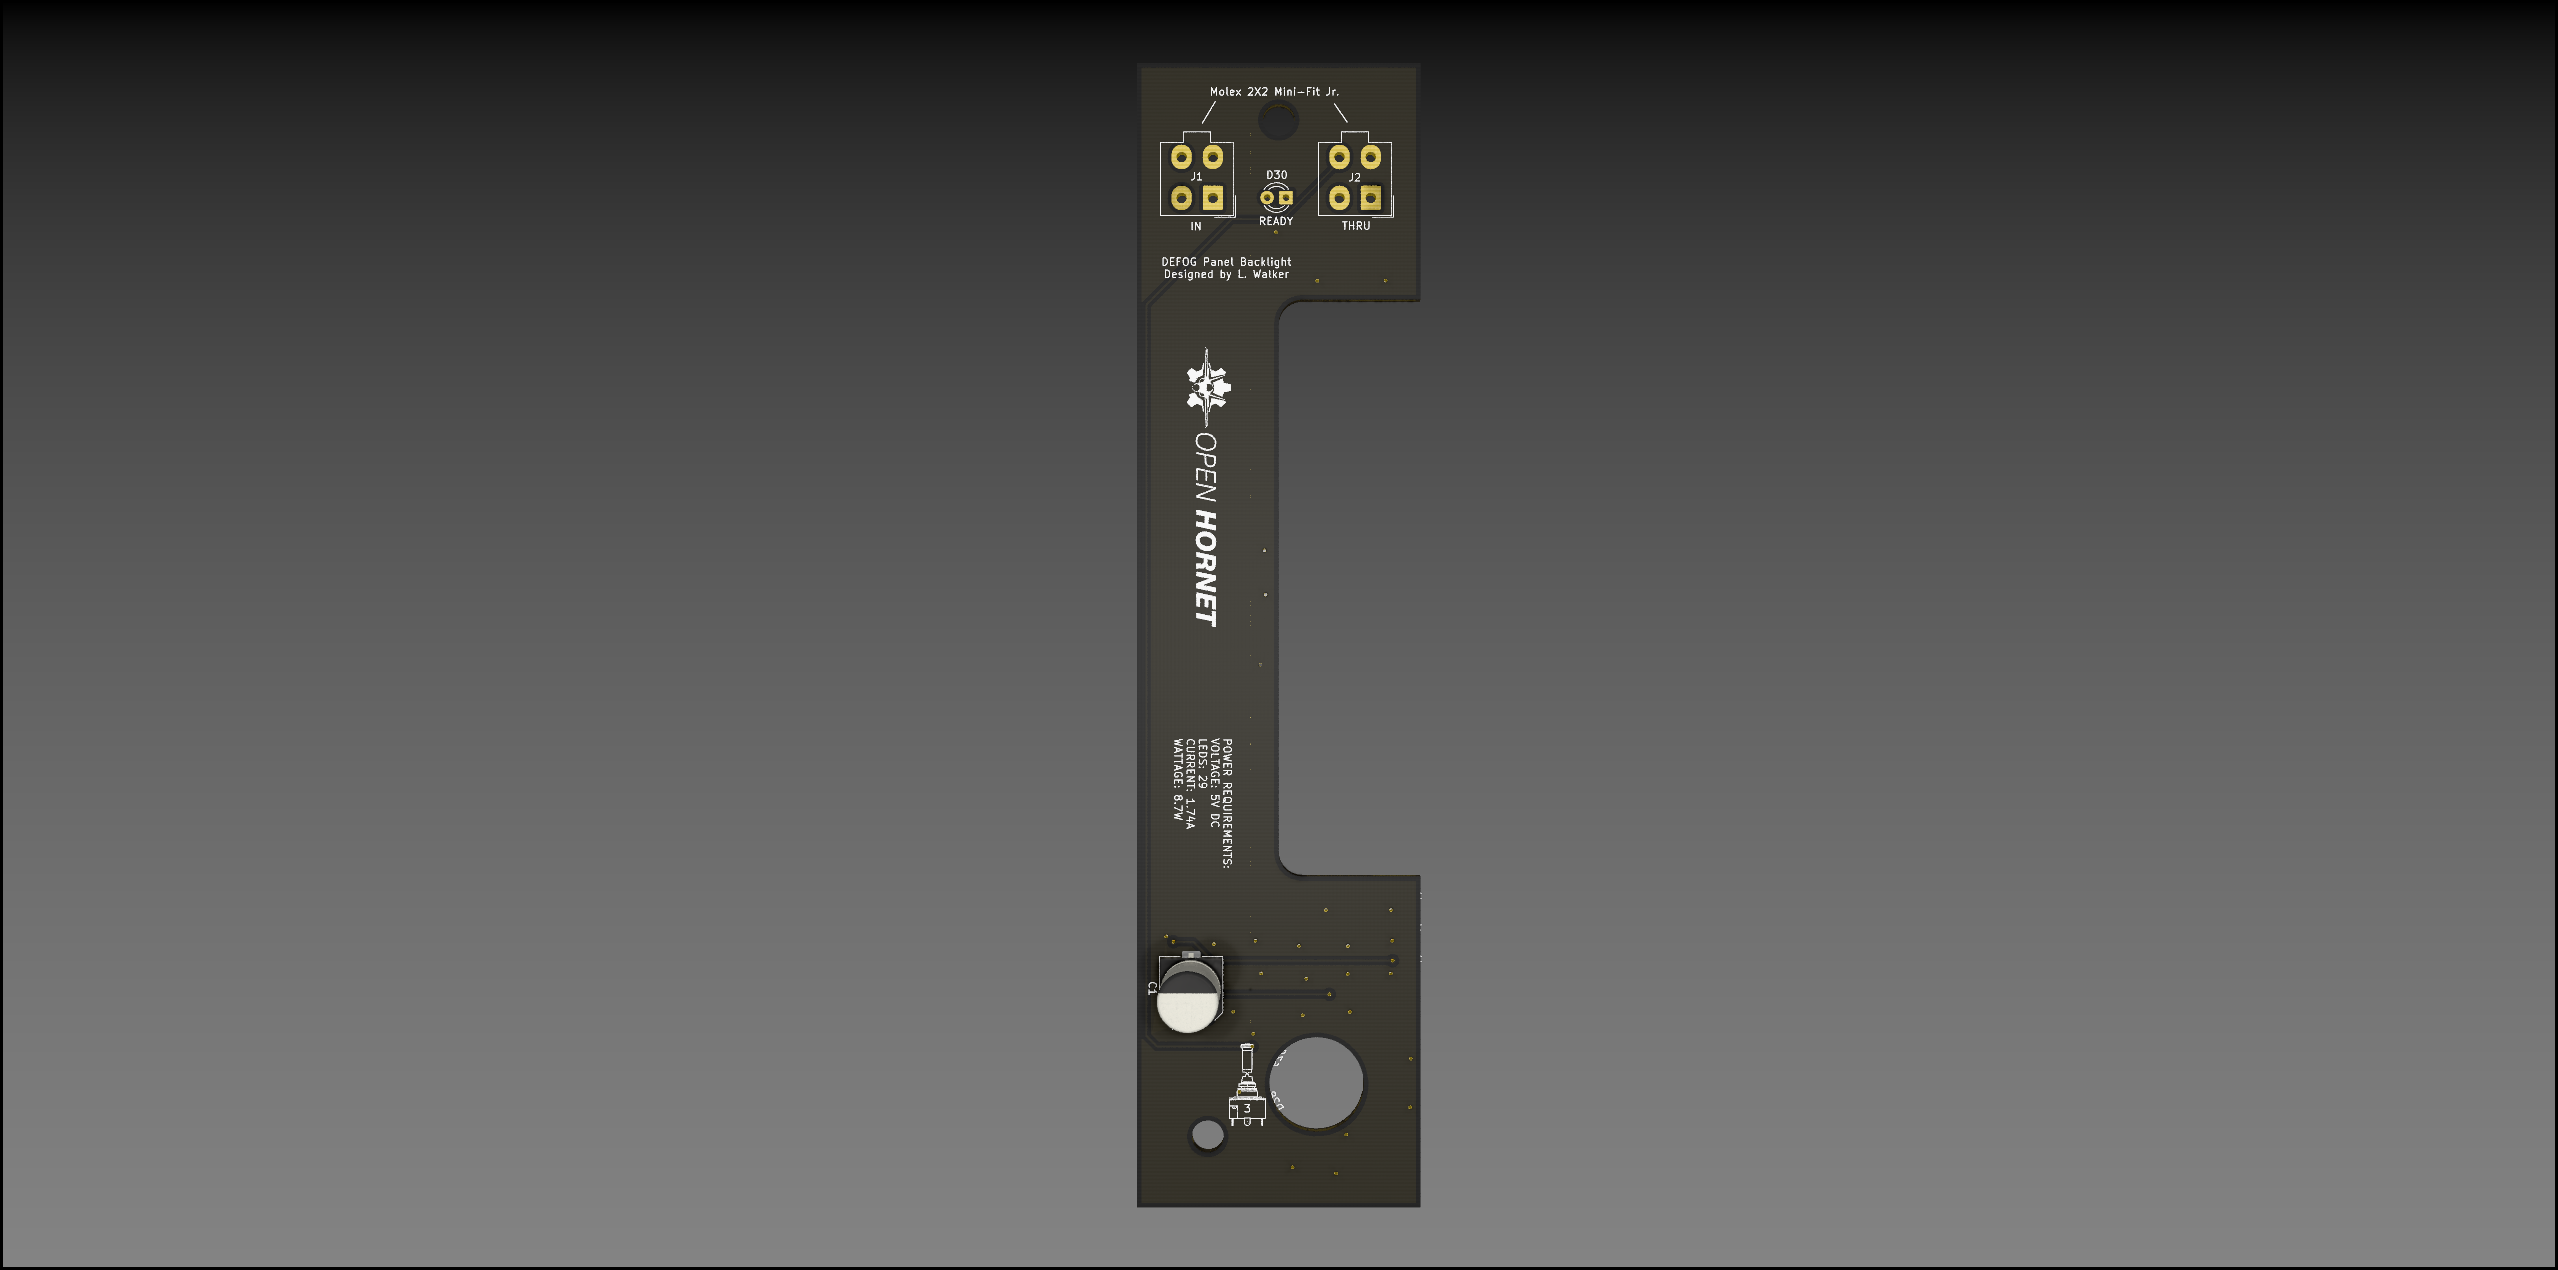 Molex 2X2 Mini-Fit Jr.
J1
D30
J2
IN
READY
THRU
DEFOG Panel Backlight
Designed by L. Walker
OPEN HORNET
POWER REQUIREMENTS:
VOLTAGE: 5V DC
LEDS: 29
CURRENT: 1.74A
WATTAGE: 8.7W
C1
3